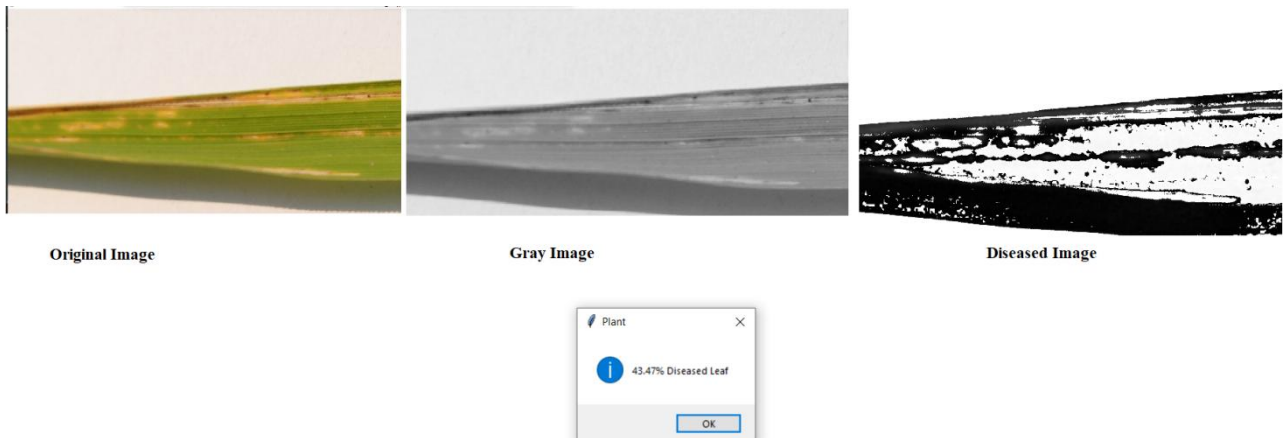 Original Image
Gray Image
Diseased Image
Plant
43.47% Diseased Leaf
OK